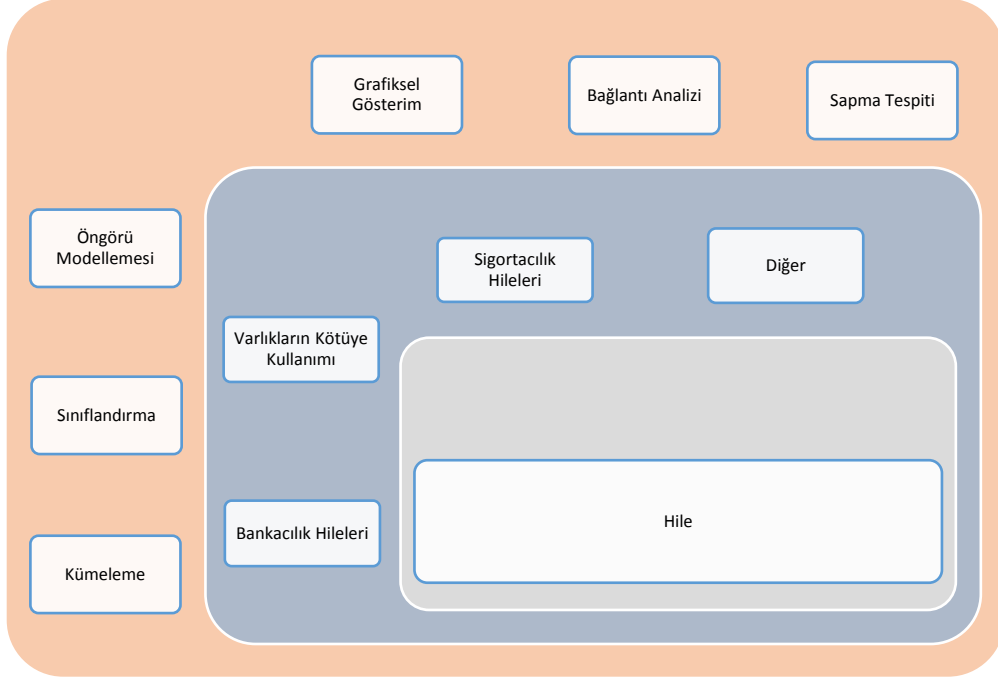 Grafiksel
Gösterim
Bağlantı Analizi
Sapma Tespiti
Öngörü
Modellemesi
Sigortacılık
Hileleri
Diğer
Varlıkların Kötüye
Kullanımı
Sınıflandırma
Bankacılık Hileleri
Hile
Kümeleme